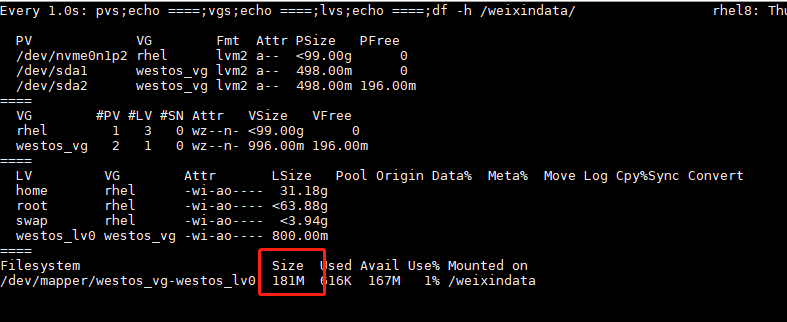 Every 1.0s: pvs;echo ====;vgs;echo ====;lvs;echo ====;df -h /weixindata/ rhel8: Thu
PV VG Fmt Attr PSize PFree
/dev/nvme0n1p2 rhel lvm2 a-- <99.00g 0
/dev/sda1 westos_vg lvm2 a-- 498.00m 0
/dev/sda2 westos_vg lvm2 a-- 498.00m 196.00m
====
VG #PV #LV #SN Attr VSize VFree
rhel 1 3 0 wz--n- <99.00g 0
westos_vg 2 1 0 wz--n- 996.00m 196.00m
====
LV VG Attr LSize Pool Origin Data% Meta% Move Log Cpy%Sync Convert
home rhel -wi-ao---- 31.18g
root rhel -wi-ao---- <63.88g
swap rhel -wi-ao---- <3.94g
westos_lv0 westos_vg -wi-ao---- 800.00m
====
Filesystem Size Used Avail Use% Mounted on
/dev/mapper/westos_vg-westos_lv0 181M 616K 167M 1% /weixindata